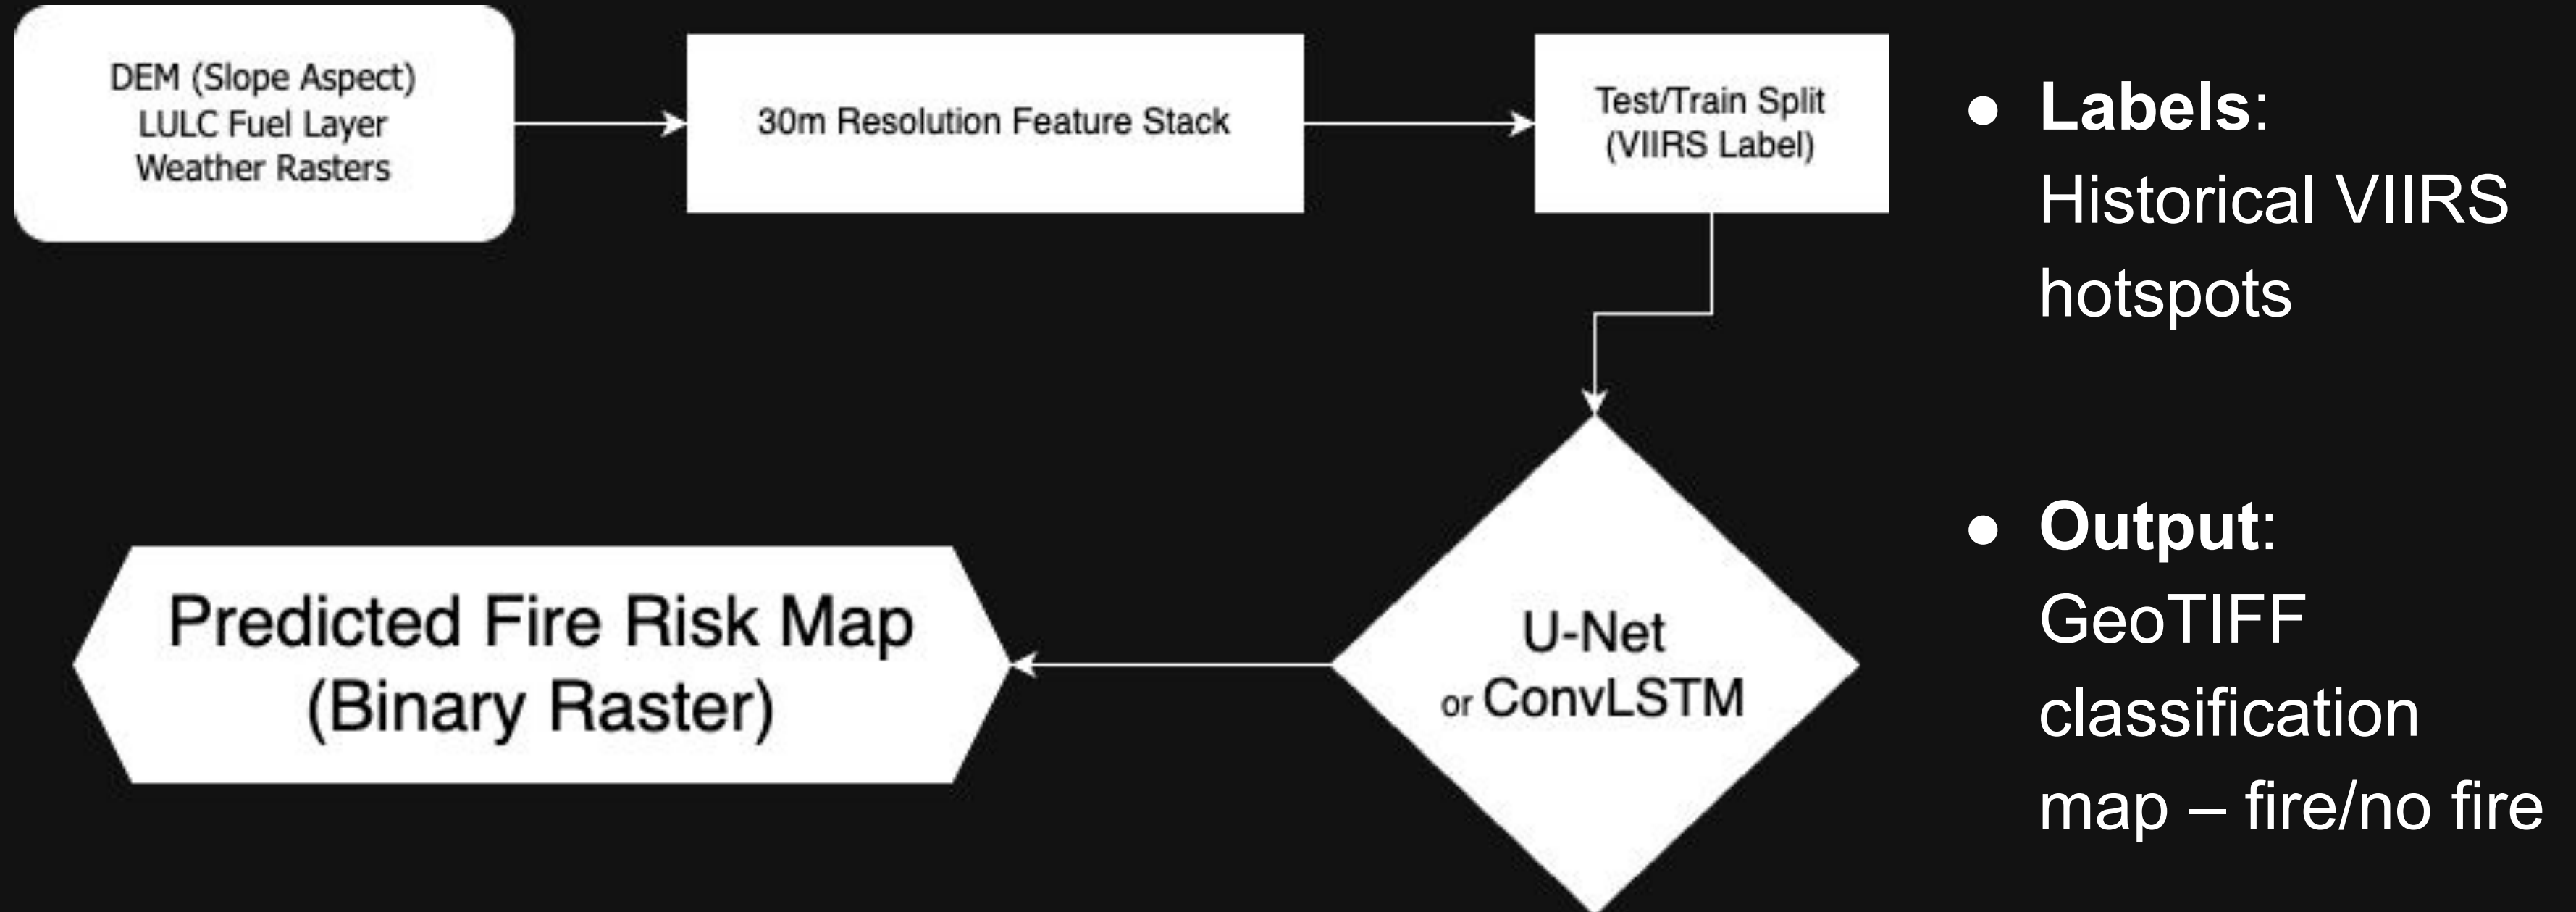 DEM (Slope Aspect)
LULC Fuel Layer
Weather Rasters
30m Resolution Feature Stack
Test/Train Split
(VIIRS Label)
U-Net
or ConvLSTM
Predicted Fire Risk Map
(Binary Raster)
● Labels:
Historical VIIRS
hotspots
● Output:
GeoTIFF
classification
map – fire/no fire